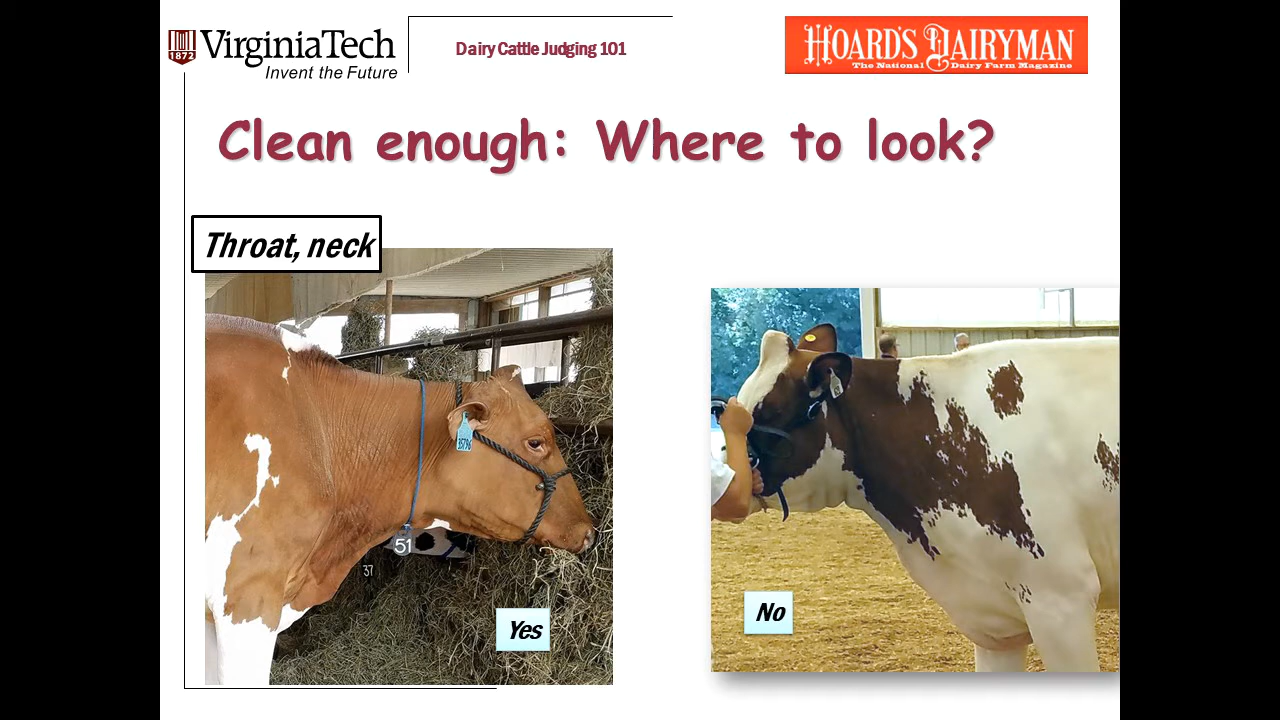 VirginiaTech
1872
Invent the Future
Dairy Cattle Judging 101
HOARD'S DAIRYMAN
The National Dairy Farm Magazine
Clean enough: Where to look?
Throat, neck
51
37
Yes
No